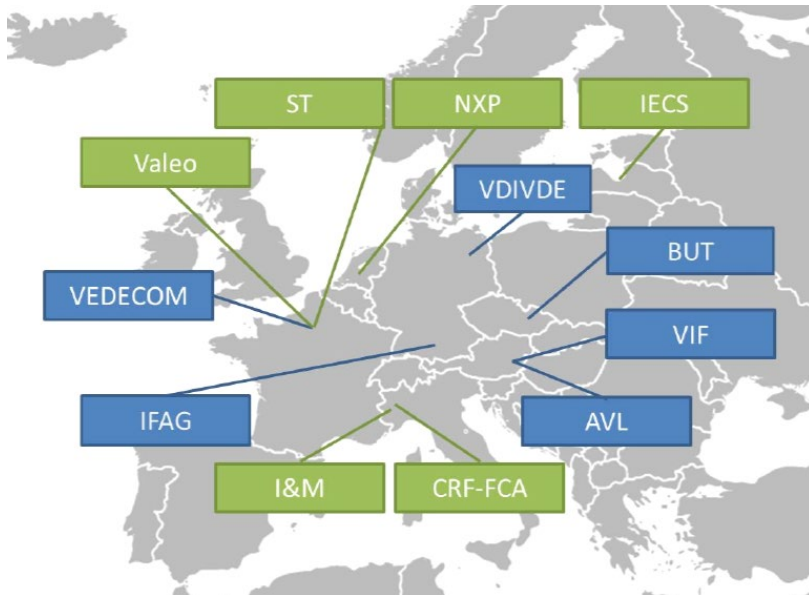 ST
NXP
IECS
Valeo
VDIVDE
BUT
VEDECOM
VIF
IFAG
AVL
I&M
CRF-FCA